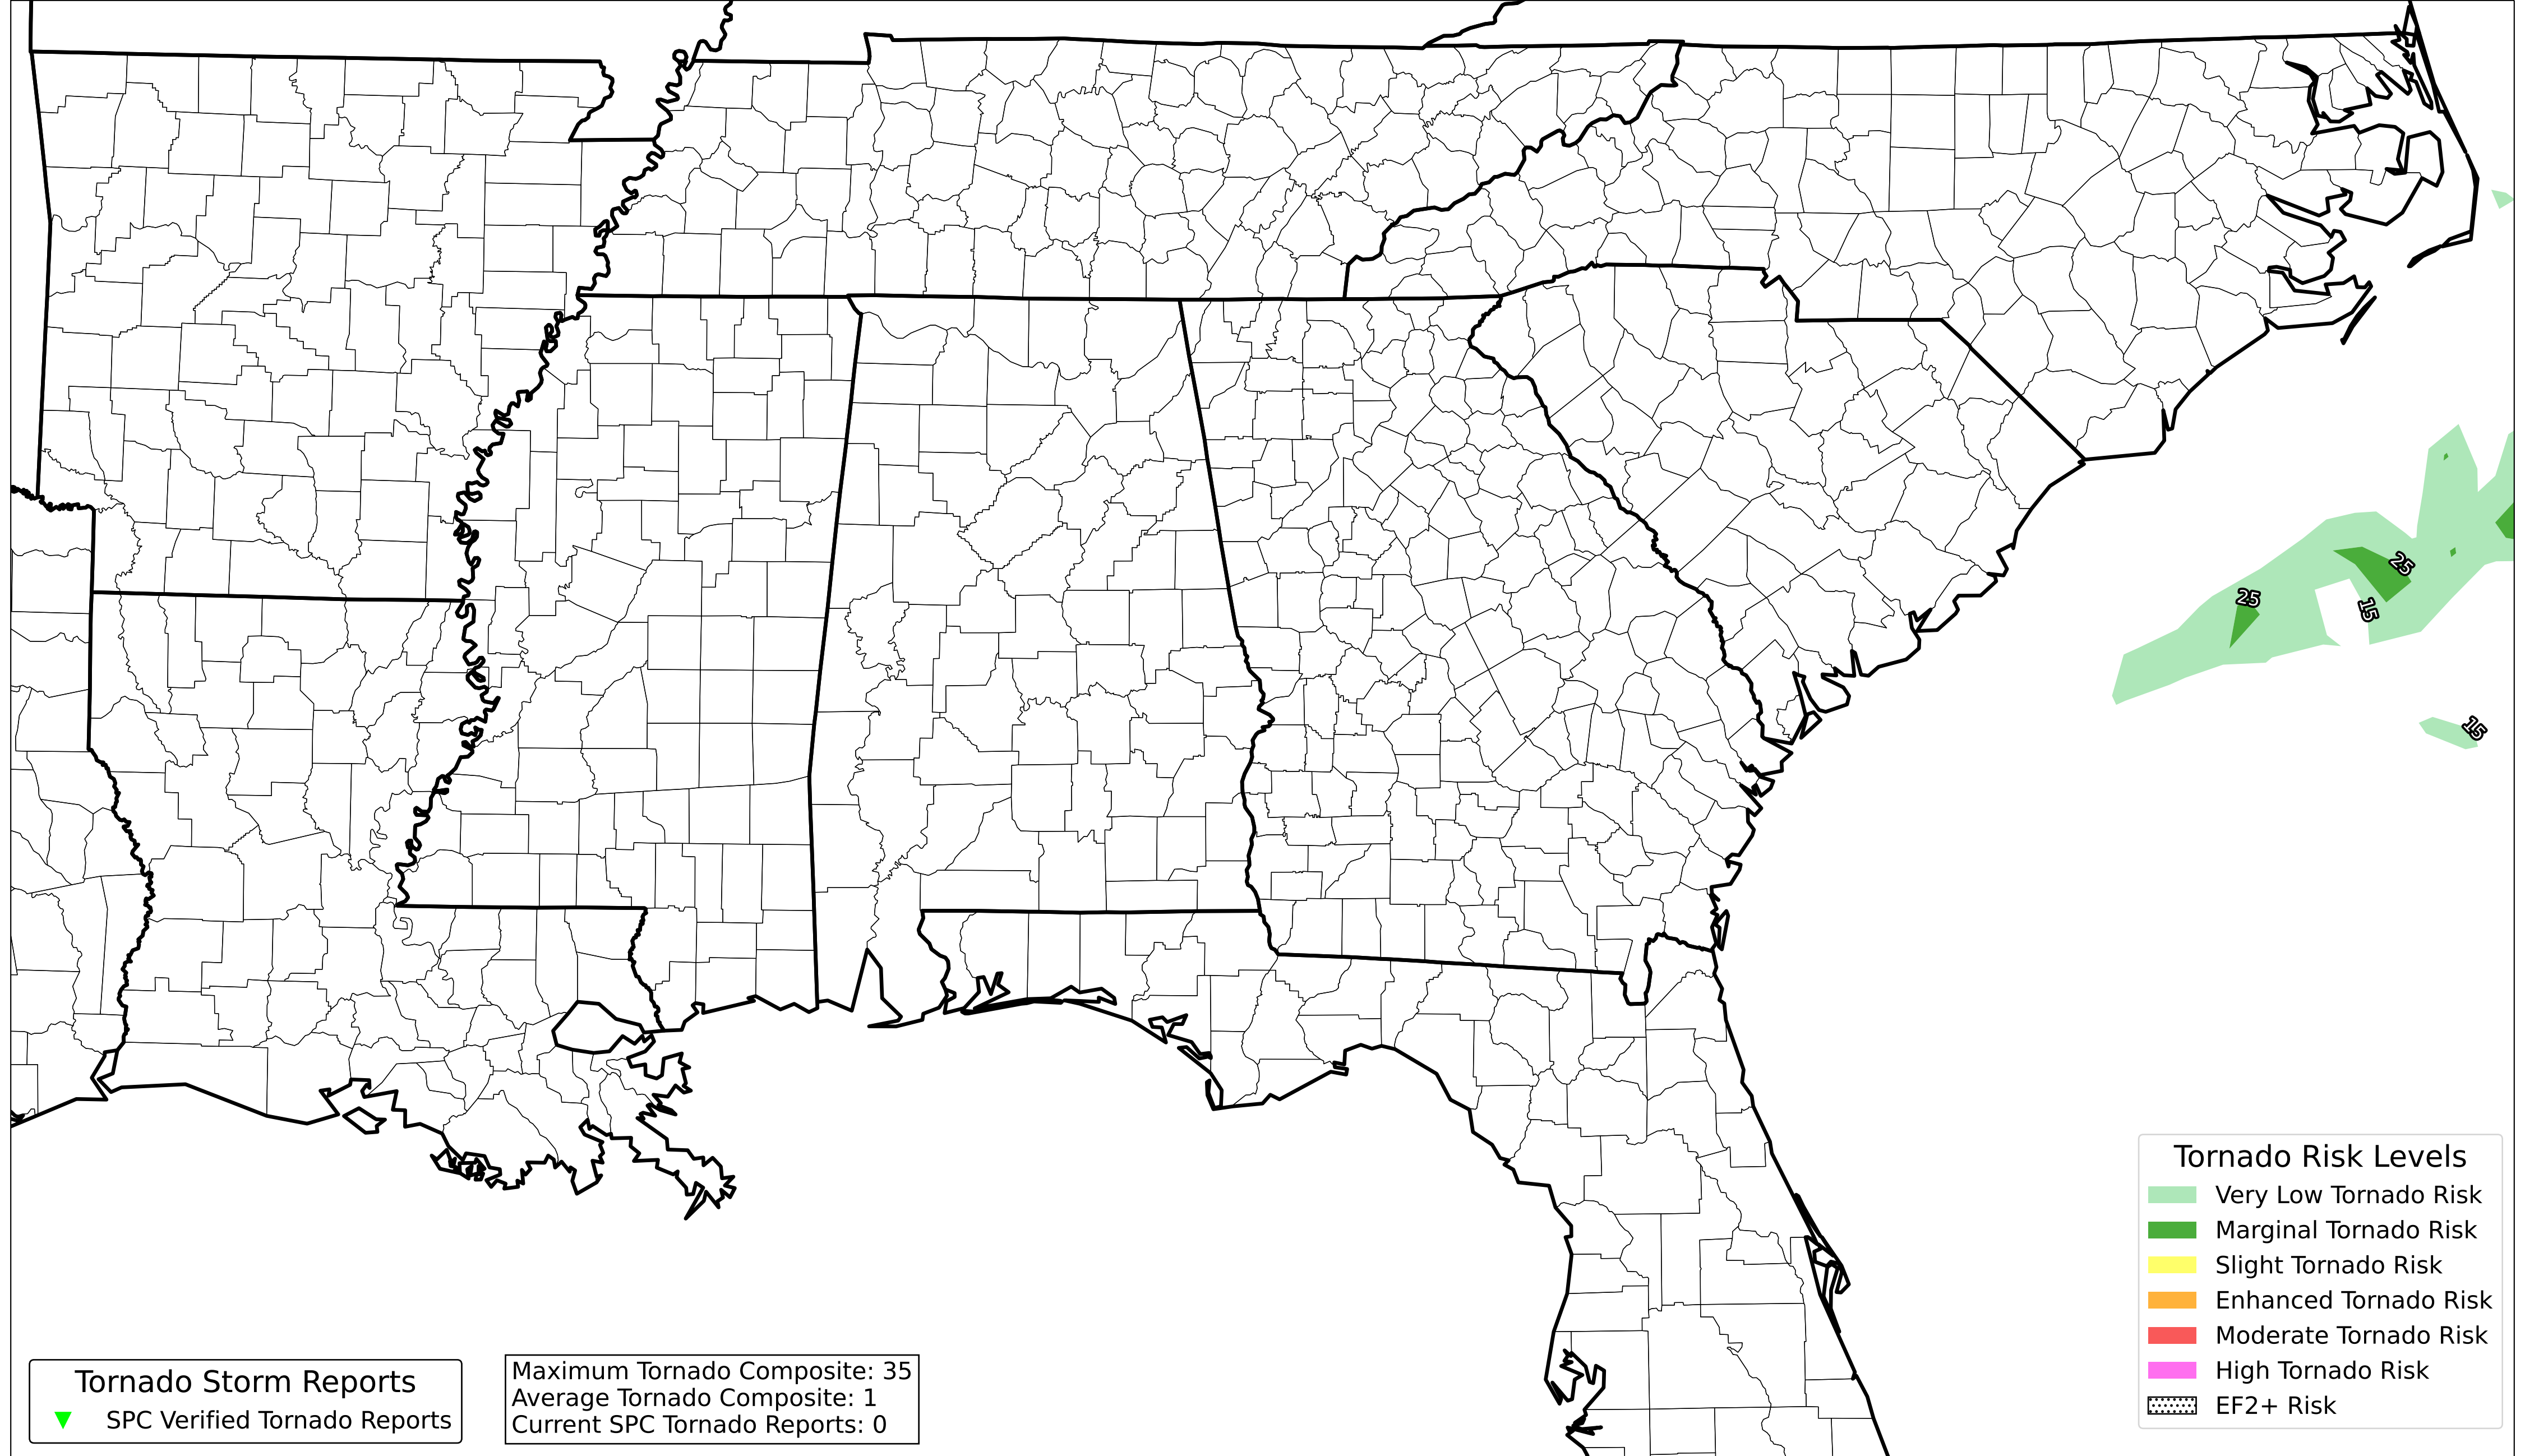 25
25
15
15
Tornado Risk Levels
Very Low Tornado Risk
Marginal Tornado Risk
Slight Tornado Risk
Enhanced Tornado Risk
Moderate Tornado Risk
High Tornado Risk
EF2+ Risk
Tornado Storm Reports
SPC Verified Tornado Reports
Maximum Tornado Composite: 35
Average Tornado Composite: 1
Current SPC Tornado Reports: 0